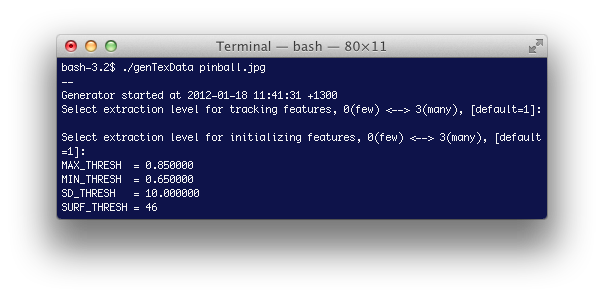 Terminal — bash — 80×11
bash-3.2$ ./genTexData pinball.jpg
--
Generator started at 2012-01-18 11:41:31 +1300
Select extraction level for tracking features, 0(few) <--> 3(many), [default=1]:
Select extraction level for initializing features, 0(few) <--> 3(many), [default
=1]:
MAX_THRESH  = 0.850000
MIN_THRESH  = 0.650000
SD_THRESH   = 10.000000
SURF_THRESH = 46